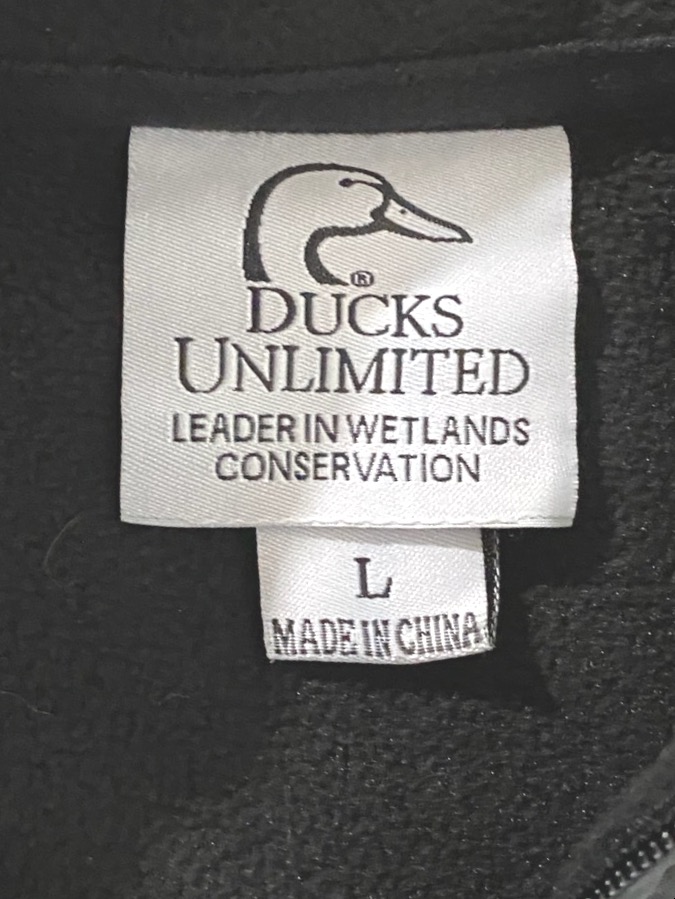 ®
DUCKS
UNLIMITED
LEADER IN WETLANDS
CONSERVATION
L
MADE IN CHINA